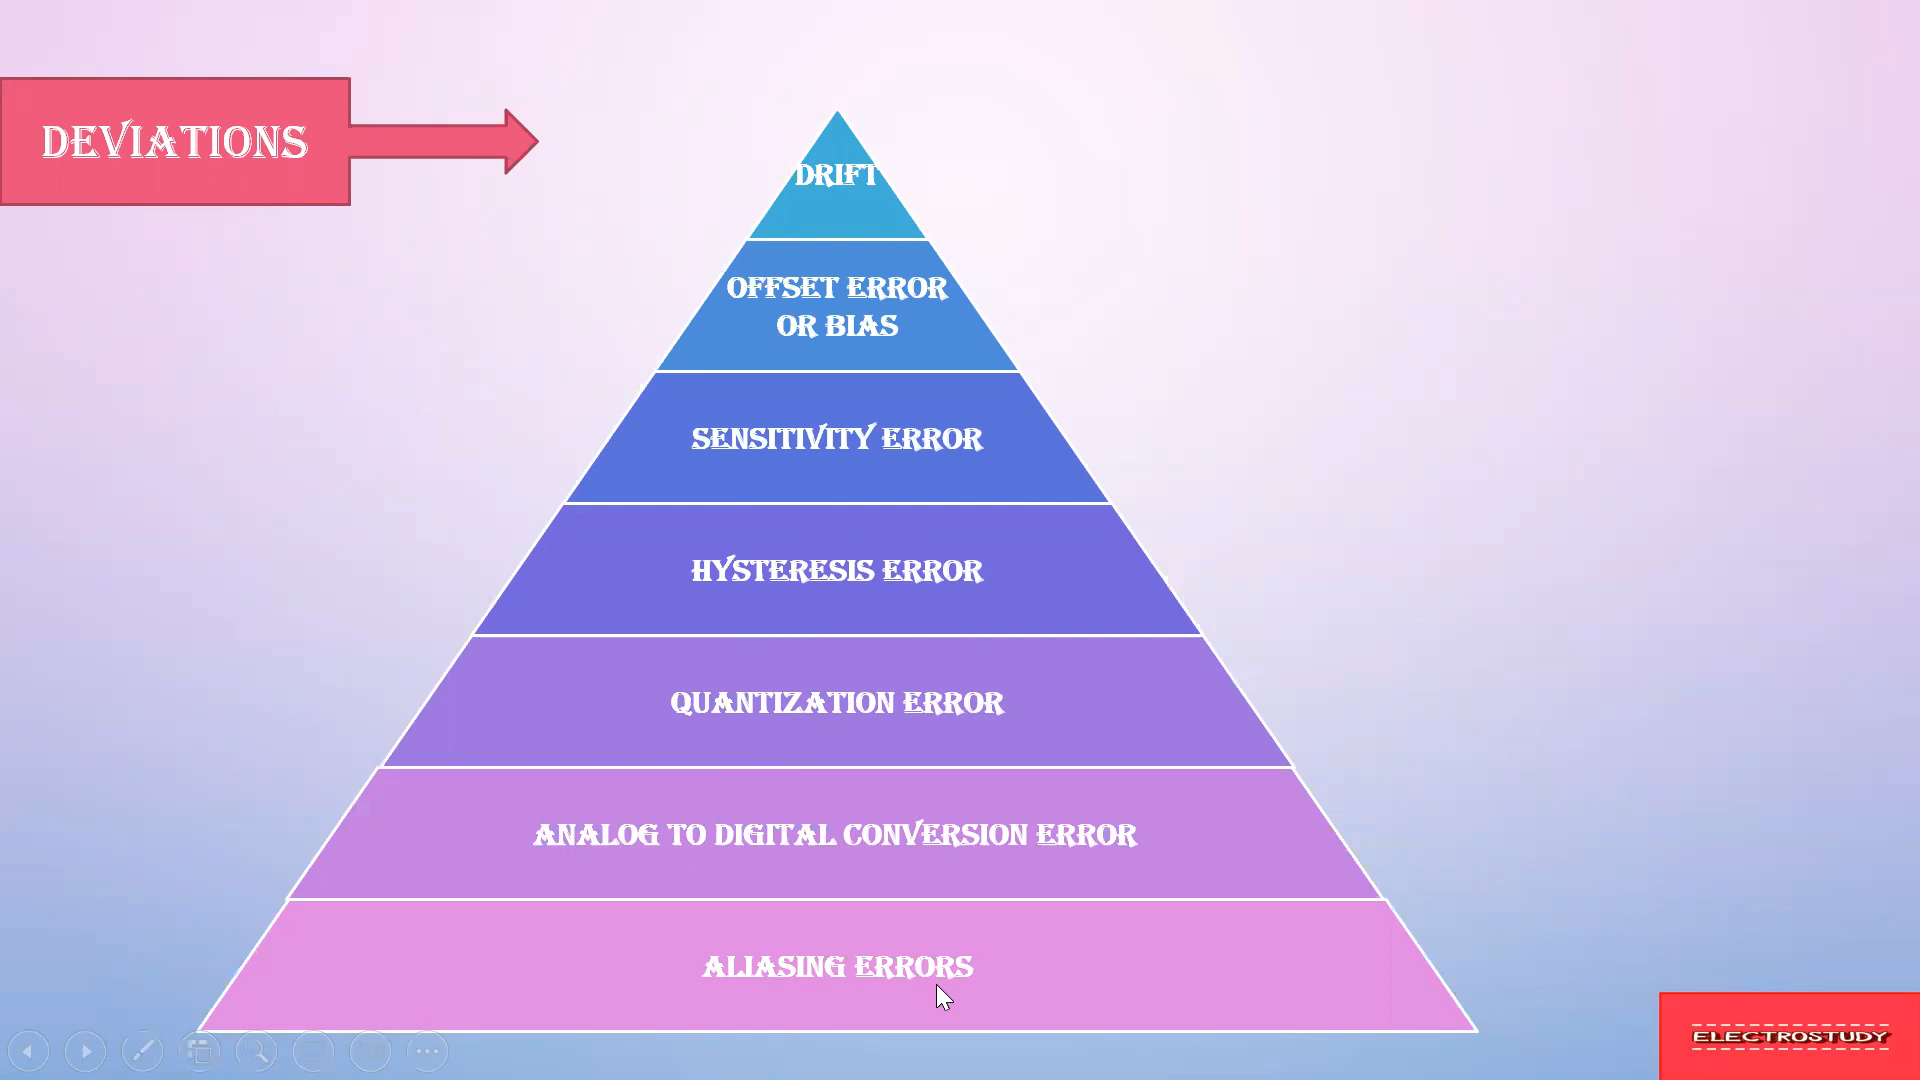 DEVIATIONS
DRIFT
OFFSET ERROR
OR BIAS
SENSITIVITY ERROR
HYSTERESIS ERROR
QUANTIZATION ERROR
ANALOG TO DIGITAL CONVERSION ERROR
ALIASING ERRORS
ELECTROSTUDY